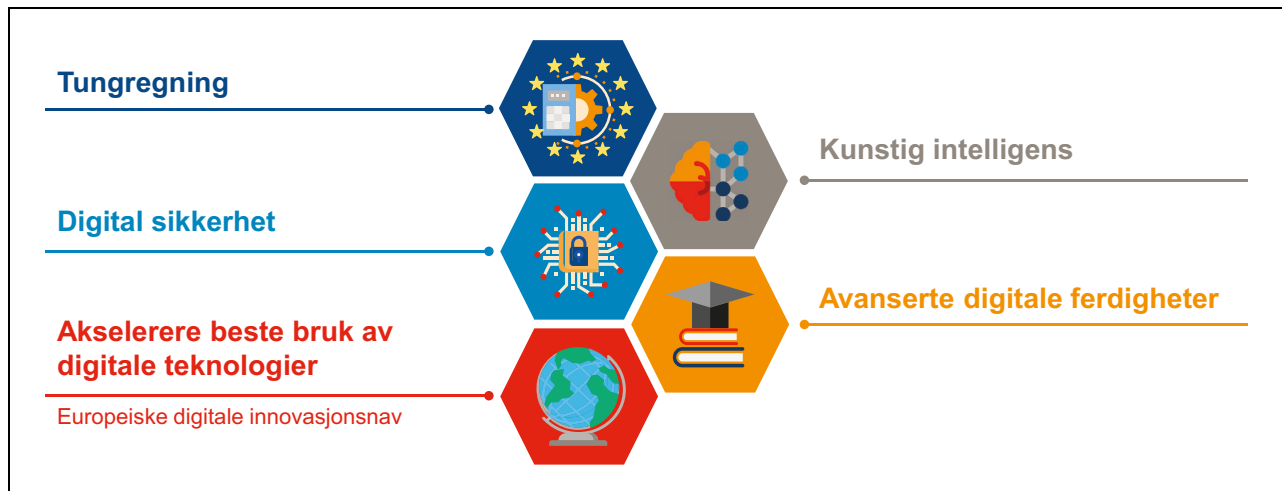 Tungregning
Kunstig intelligens
Digital sikkerhet
Avanserte digitale ferdigheter
Akselerere beste bruk av
digitale teknologier
Europeiske digitale innovasjonsnav